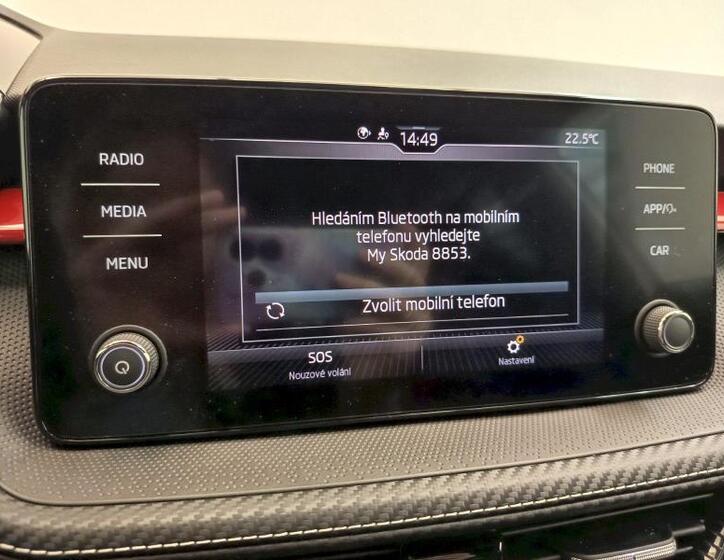 14:49
22.5°C
RADIO
MEDIA
MENU
PHONE
APP/
CAR
Hledáním Bluetooth na mobilním
telefonu vyhledejte
My Skoda 8853.
Zvolit mobilní telefon
SOS
Nouzové volání
Nastavení